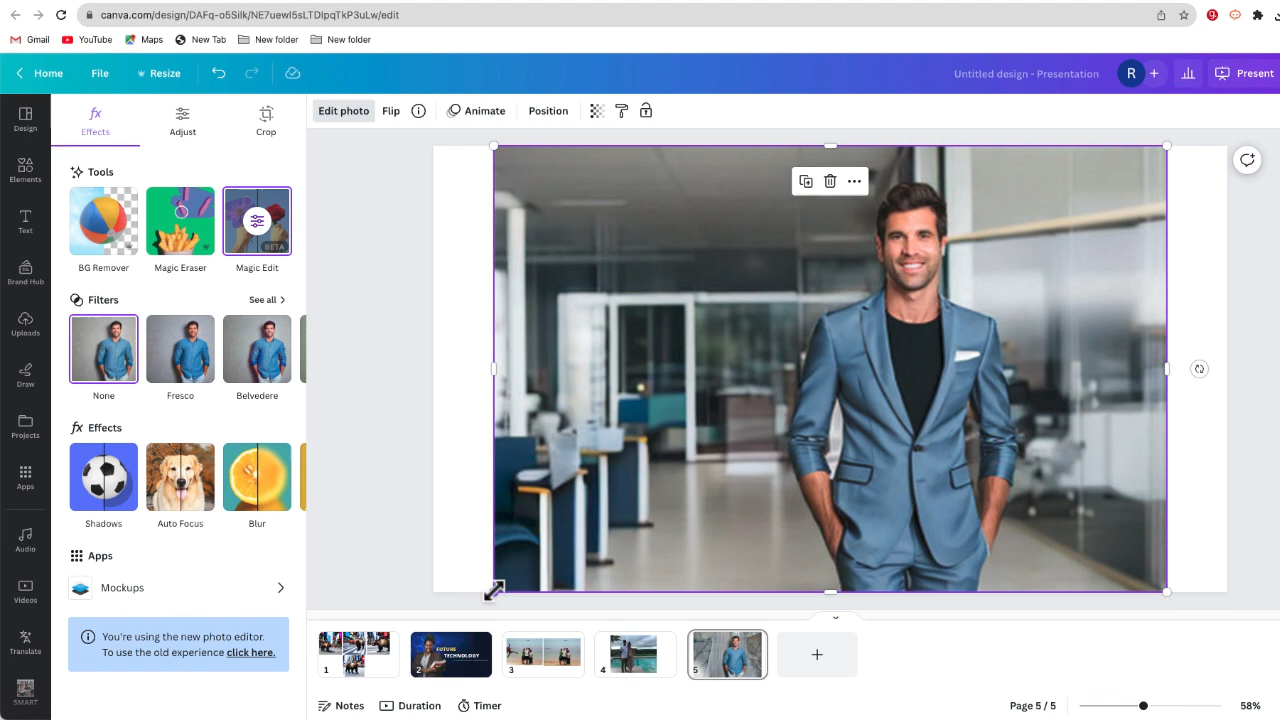 canva.com/design/DAFq-o5Silk/NE7uewI5sLTDIpqTkP3uLw/edit
Gmail YouTube Maps New Tab New folder New folder
Home File Resize Untitled design - Presentation R + Present
Design
Elements
Text
Brand Hub
Uploads
Draw
Projects
Apps
Audio
Videos
Translate
SMART
Effects Adjust Crop
Tools
BETA
BG Remover Magic Eraser Magic Edit
Filters See all
None Fresco Belvedere
fx Effects
Shadows Auto Focus Blur
Apps
Mockups
You're using the new photo editor.
To use the old experience click here.
Edit photo Flip Animate Position
FUTURE
TECHNOLOGY
1 2 3 4 5 +
Notes Duration Timer Page 5 / 5 58%